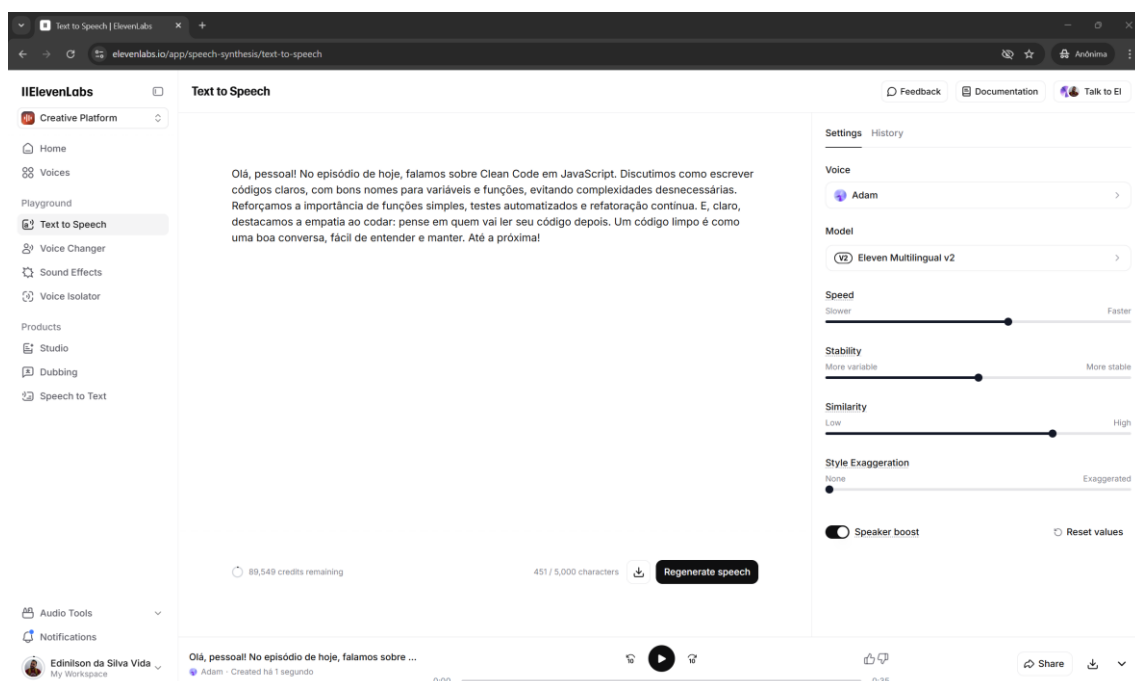 Text to Speech | ElevenLabs
elevenlabs.io/app/speech-synthesis/text-to-speech
Anônima
IIElevenLabs
Creative Platform
Home
Voices
Playground
Text to Speech
Voice Changer
Sound Effects
Voice Isolator
Products
Studio
Dubbing
Speech to Text
Audio Tools
Notifications
Edinilson da Silva Vida
My Workspace
Text to Speech
Feedback
Documentation
Talk to El
Olá, pessoal! No episódio de hoje, falamos sobre Clean Code em JavaScript. Discutimos como escrever
códigos claros, com bons nomes para variáveis e funções, evitando complexidades desnecessárias.
Reforçamos a importância de funções simples, testes automatizados e refatoração contínua. E, claro,
destacamos a empatia ao codar: pense em quem vai ler seu código depois. Um código limpo é como
uma boa conversa, fácil de entender e manter. Até a próxima!
89,549 credits remaining
451 / 5,000 characters
Regenerate speech
Settings History
Voice
Adam
Model
V2 Eleven Multilingual v2
Speed
Slower Faster
Stability
More variable More stable
Similarity
Low High
Style Exaggeration
None Exaggerated
Speaker boost
Reset values
Olá, pessoal! No episódio de hoje, falamos sobre ...
Adam · Created há 1 segundo
10 10
0:00 0:35
Share